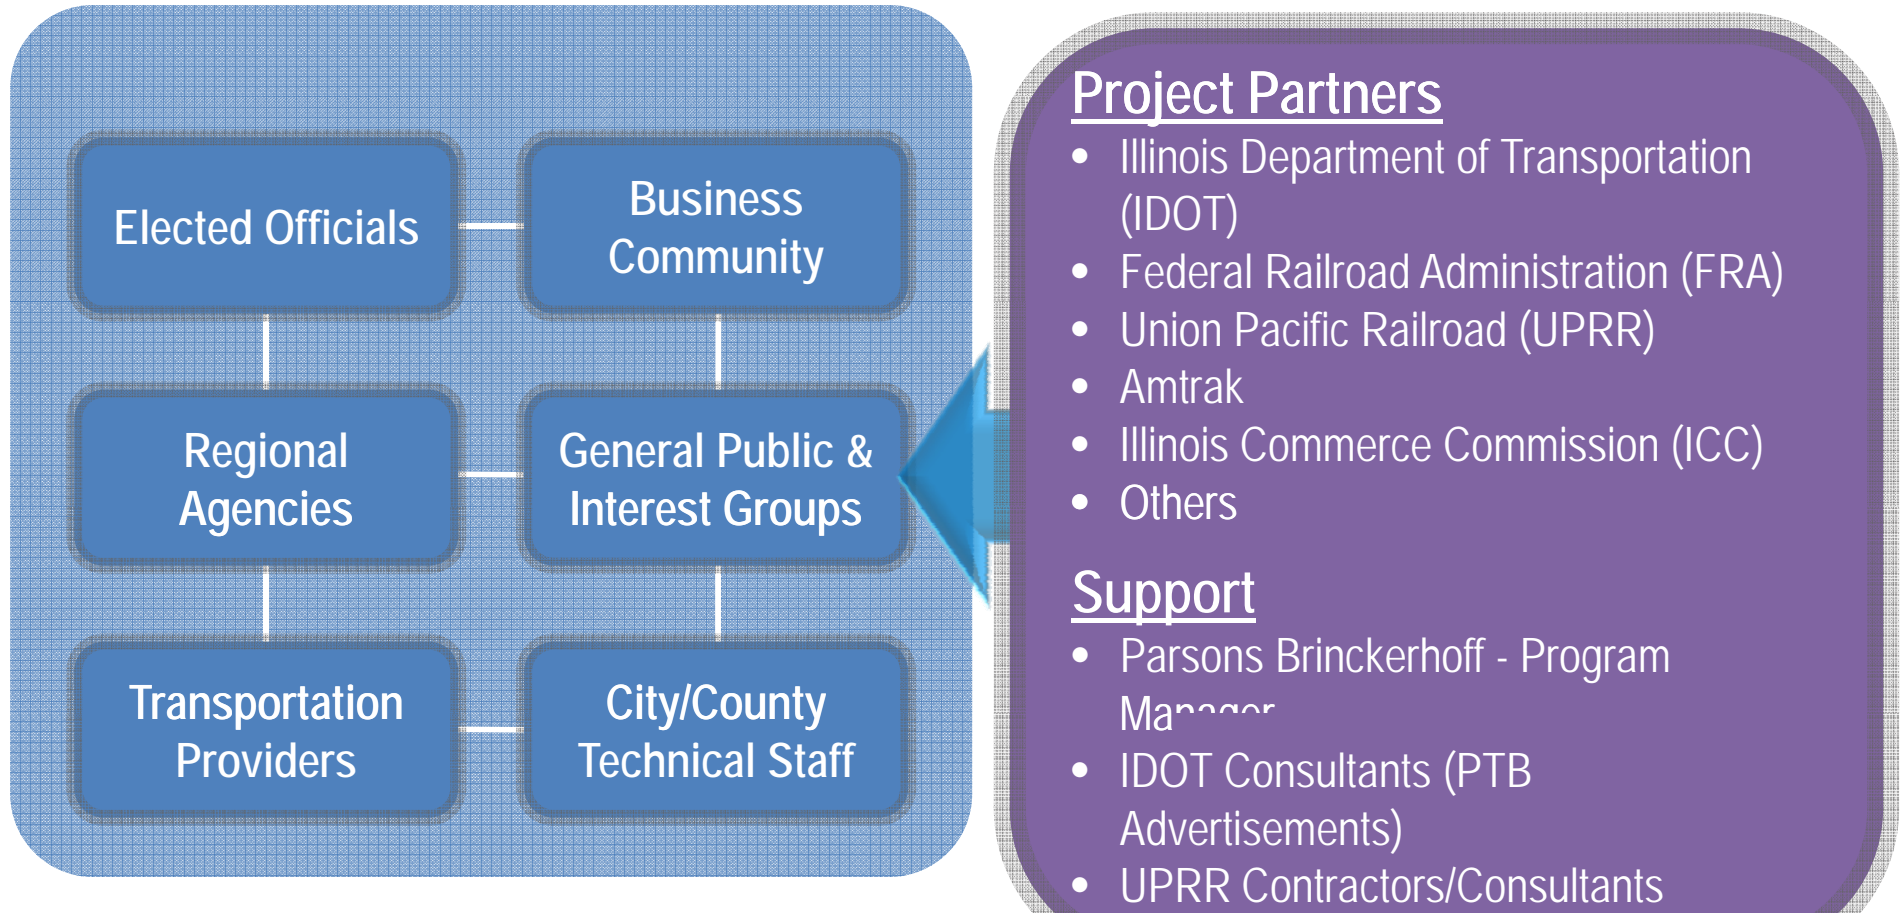 Elected Officials
Business
Community
Regional
Agencies
General Public &
Interest Groups
Transportation
Providers
City/County
Technical Staff
Project Partners
• Illinois Department of Transportation
(IDOT)
• Federal Railroad Administration (FRA)
• Union Pacific Railroad (UPRR)
• Amtrak
• Illinois Commerce Commission (ICC)
• Others
Support
• Parsons Brinckerhoff - Program
Manager
• IDOT Consultants (PTB
Advertisements)
• UPRR Contractors/Consultants